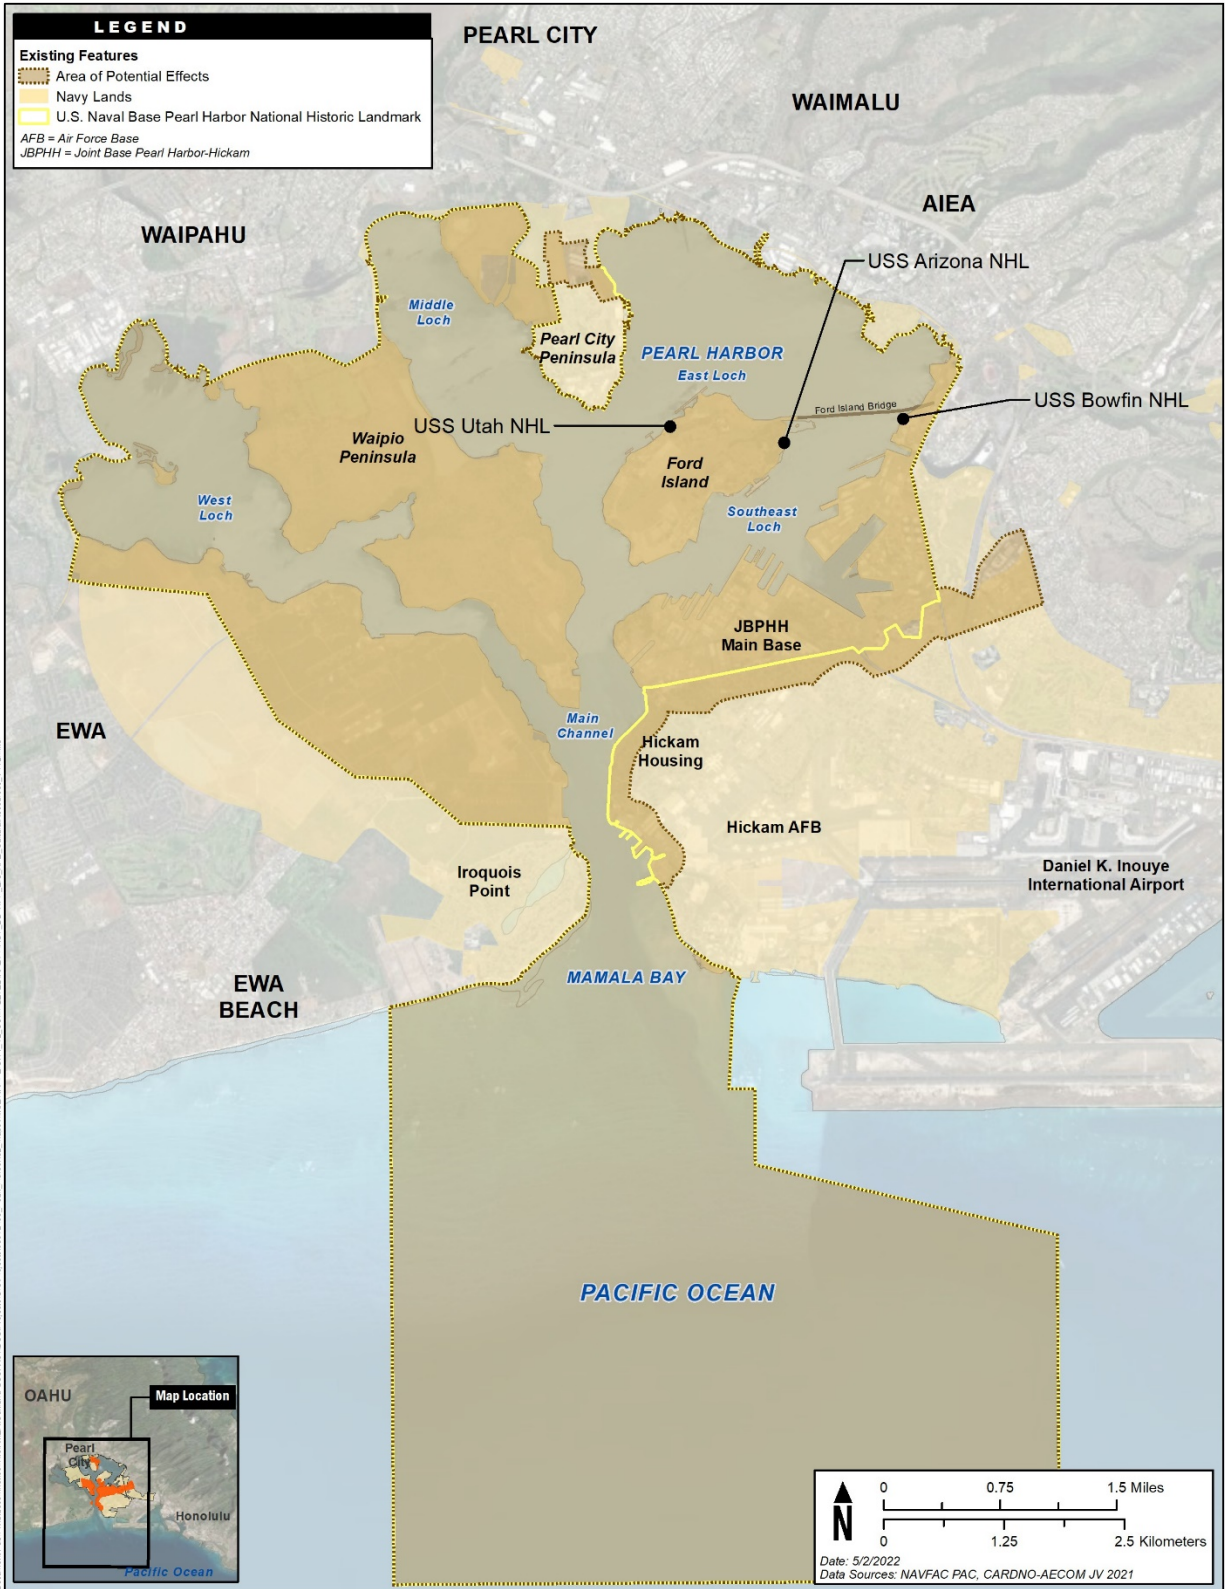 LEGEND
Existing Features
Area of Potential Effects
Navy Lands
U.S. Naval Base Pearl Harbor National Historic Landmark
AFB = Air Force Base
JBPHH = Joint Base Pearl Harbor-Hickam
PEARL CITY
WAIMALU
AIEA
WAIPAHU
USS Arizona NHL
Middle
Loch
Pearl City
Peninsula
PEARL HARBOR
East Loch
USS Bowfin NHL
Ford Island Bridge
USS Utah NHL
Waipio
Peninsula
Ford
Island
West
Loch
Southeast
Loch
JBPHH
Main Base
EWA
Main
Channel
Hickam
Housing
Hickam AFB
Iroquois
Point
Daniel K. Inouye
International Airport
EWA
BEACH
MAMALA BAY
PACIFIC OCEAN
OAHU
Map Location
Pearl
City
Honolulu
Pacific Ocean
N
0 0.75 1.5 Miles
0 1.25 2.5 Kilometers
Date: 5/2/2022
Data Sources: NAVFAC PAC, CARDNO-AECOM JV 2021